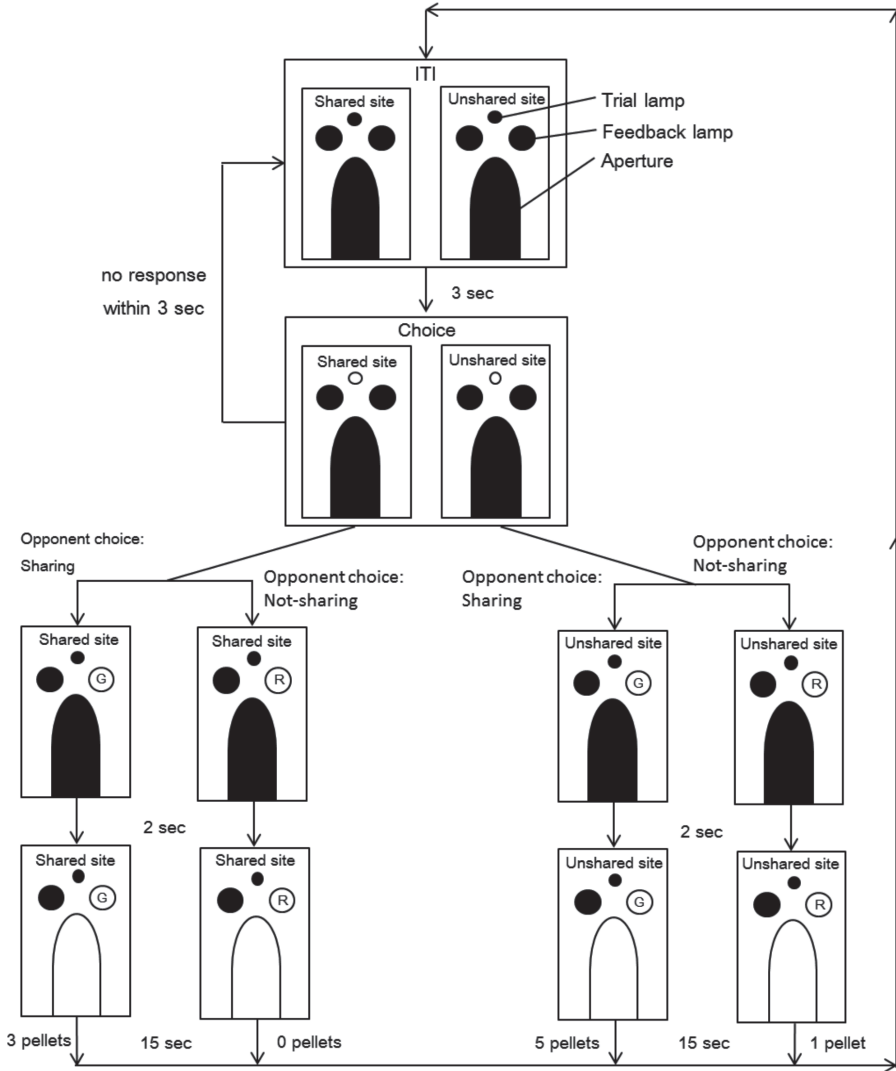 ITI
Shared site
Unshared site
Trial lamp
Feedback lamp
Aperture
no response
within 3 sec
3 sec
Choice
Shared site
Unshared site
Opponent choice:
Sharing
Opponent choice:
Not-sharing
Opponent choice:
Sharing
Opponent choice:
Not-sharing
Shared site
G
Shared site
R
Unshared site
G
Unshared site
R
2 sec
2 sec
Shared site
G
Shared site
R
Unshared site
G
Unshared site
R
3 pellets
15 sec
0 pellets
5 pellets
15 sec
1 pellet